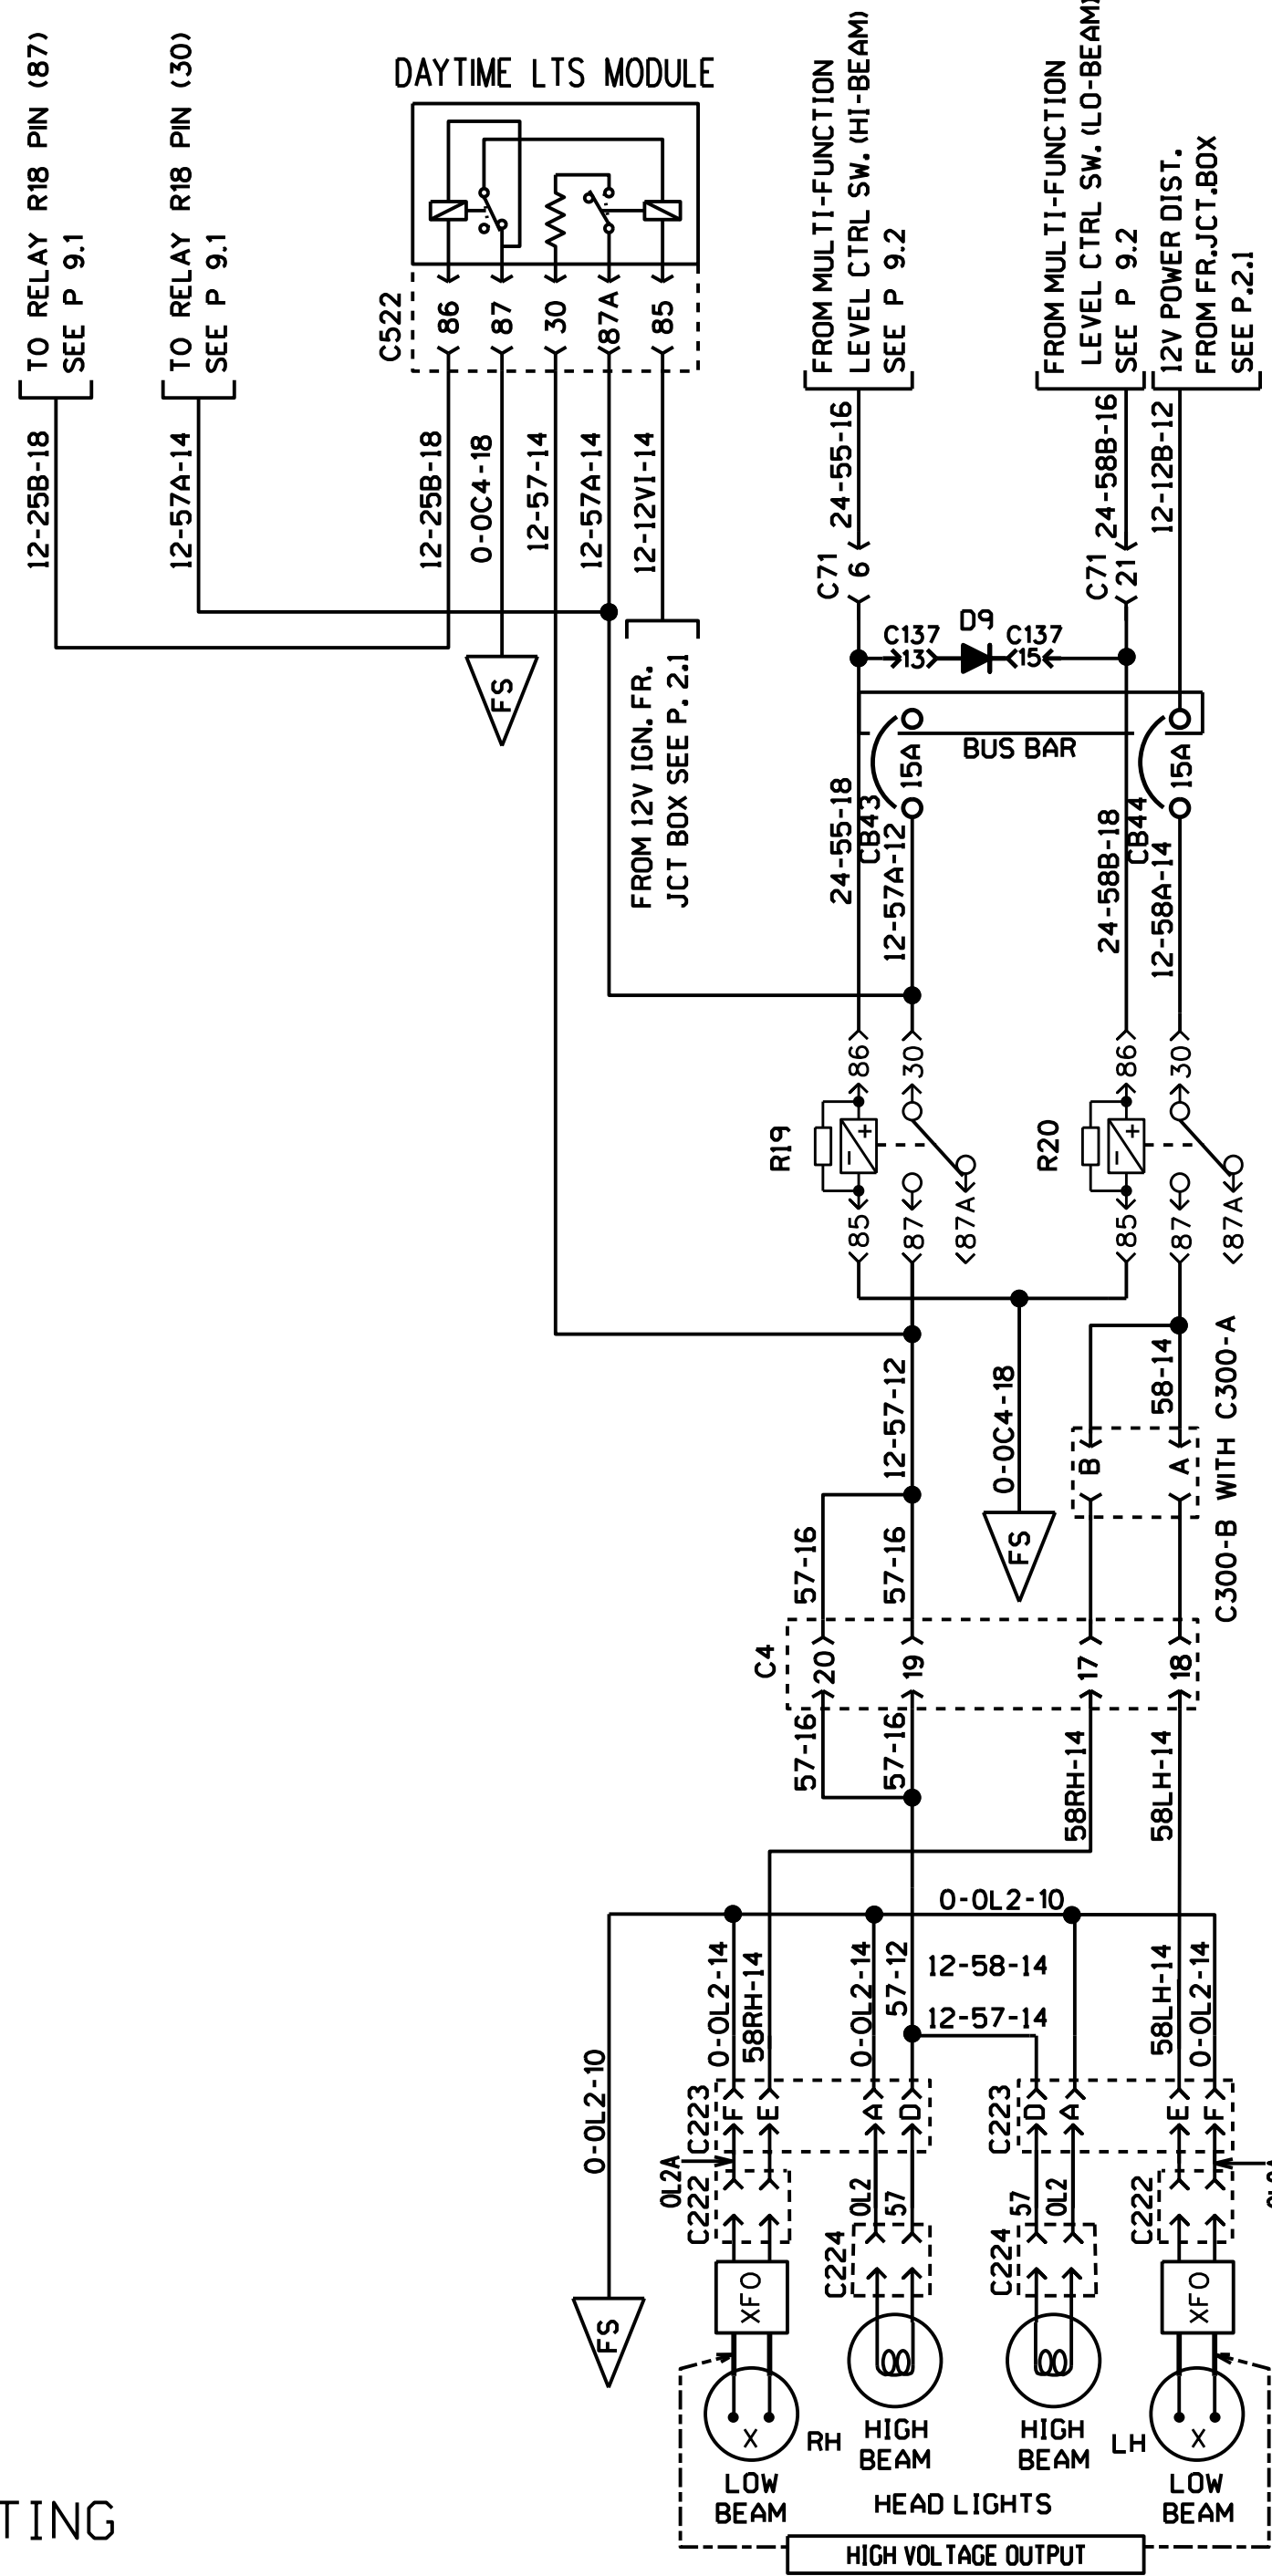 TO RELAY R18 PIN (87)
SEE P 9.1
TO RELAY R18 PIN (30)
SEE P 9.1
DAYTIME LTS MODULE
FROM MULTI-FUNCTION
LEVEL CTRL SW. (HI-BEAM)
SEE P 9.2
FROM MULTI-FUNCTION
LEVEL CTRL SW. (LO-BEAM)
SEE P 9.2
12V POWER DIST.
FROM FR.JCT.BOX
SEE P.2.1
C522
86
87
30
87A
85
12-25B-18
12-57A-14
12-25B-18
0-0C4-18
12-57-14
12-57A-14
12-12VI-14
24-55-16
24-58B-16
12-12B-12
C71
6
C71
21
FS
FROM 12V IGN. FR.
JCT BOX SEE P. 2.1
C137
13
D9
C137
15
BUS BAR
15A
15A
24-55-18
CB43
12-57A-12
24-58B-18
CB44
12-58A-14
86
30
86
30
R19
+
-
R20
+
-
85
87
87A
85
87
87A
12-57-12
0-0C4-18
58-14
C300-B WITH C300-A
B
A
57-16
57-16
FS
C4
20
19
17
18
57-16
57-16
58RH-14
58LH-14
0-0L2-10
0-0L2-14
58RH-14
0-0L2-14
57-12
12-58-14
12-57-14
58LH-14
0-0L2-14
0-0L2-10
C223
F
E
A
D
C223
D
A
E
F
0L2A
C222
0L2
57
57
0L2
C222
C224
C224
FS
XFO
XFO
X
RH
HIGH
BEAM
HIGH
BEAM
LH
X
LOW
BEAM
HEAD LIGHTS
LOW
BEAM
TING
HIGH VOLTAGE OUTPUT